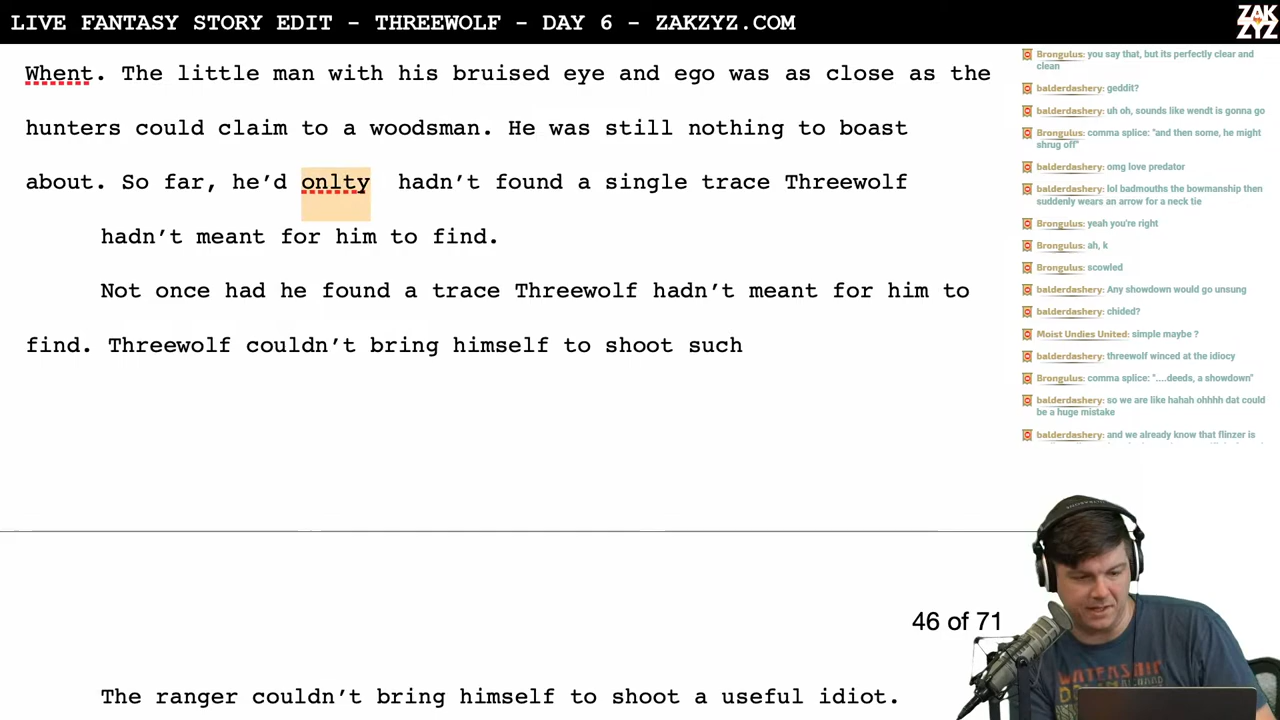 LIVE FANTASY STORY EDIT - THREEWOLF - DAY 6 - ZAKZYZ.COM
ZAK
ZYZ
Whent. The little man with his bruised eye and ego was as close as the
hunters could claim to a woodsman. He was still nothing to boast
about. So far, he’d onlty  hadn’t found a single trace Threewolf
hadn’t meant for him to find.
Not once had he found a trace Threewolf hadn’t meant for him to
find. Threewolf couldn’t bring himself to shoot such
46 of 71
The ranger couldn’t bring himself to shoot a useful idiot.
Brongulus: you say that, but its perfectly clear and
clean
balderdashery: geddit?
balderdashery: uh oh, sounds like wendt is gonna go
Brongulus: comma splice: "and then some, he might
shrug off"
balderdashery: omg love predator
balderdashery: lol badmouths the bowmanship then
suddenly wears an arrow for a neck tie
Brongulus: yeah you're right
Brongulus: ah, k
Brongulus: scowled
balderdashery: Any showdown would go unsung
balderdashery: chided?
Moist Undies United: simple maybe ?
balderdashery: threewolf winced at the idiocy
Brongulus: comma splice: "....deeds, a showdown"
balderdashery: so we are like hahah ohhhh dat could
be a huge mistake
balderdashery: and we already know that flinzer is
WATERSHIP
DOWN